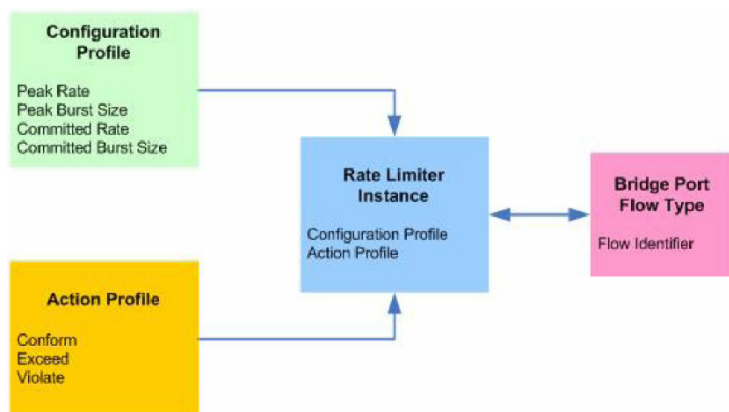 Configuration
Profile
Peak Rate
Peak Burst Size
Committed Rate
Committed Burst Size
Rate Limiter
Instance
Configuration Profile
Action Profile
Bridge Port
Flow Type
Flow Identifier
Action Profile
Conform
Exceed
Violate